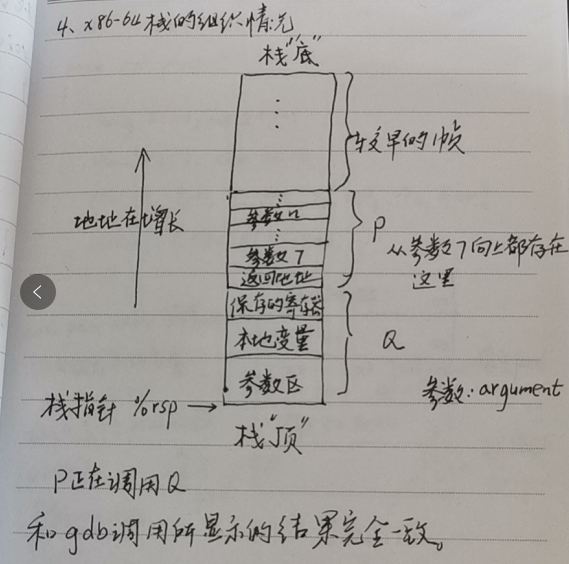 4、x86-64栈的组织情况
栈"底"
较早的帧
地址在增长
参数n
参数7
返回地址
P
从参数7向上都存在
这里
保存的寄存器
本地变量
参数区
Q
栈指针 %rsp
参数: argument
栈"顶"
P正在调用Q
和gdb调用所显示的结果完全一致。